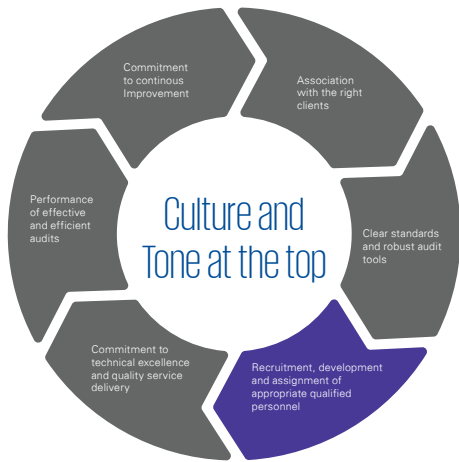 Commitment
to continous
Improvement
Association
with the right
clients
Performance
of effective
and efficient
audits
Culture and
Tone at the top
Clear standards
and robust audit
tools
Commitment to
technical excellence
and quality service
delivery
Recruitment, development
and assignment of
appropriate qualified
personnel